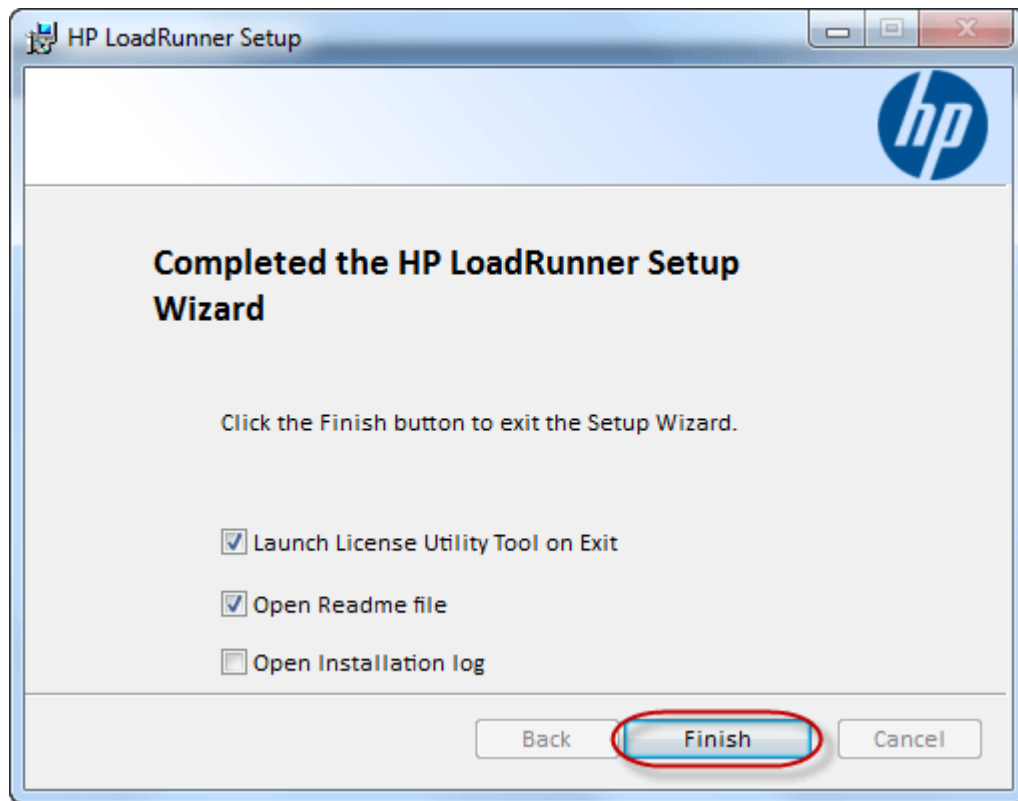 HP LoadRunner Setup
hp
Completed the HP LoadRunner Setup
Wizard
Click the Finish button to exit the Setup Wizard.
Launch License Utility Tool on Exit
Open Readme file
Open Installation log
Back
Finish
Cancel